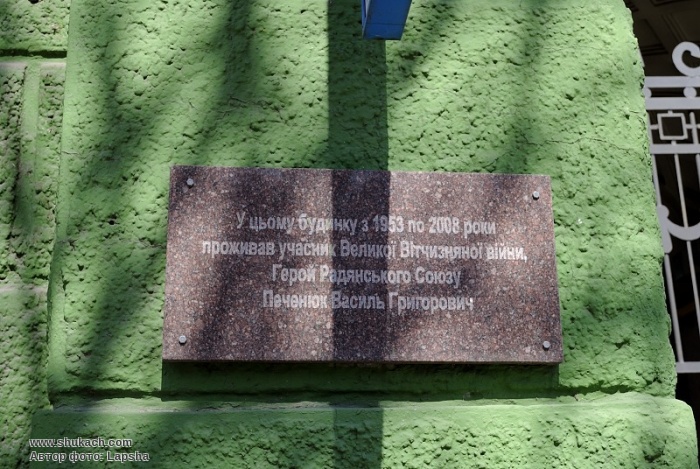 У цьому будинку з 1953 по 2008 роки
проживав учасник Великої Вітчизняної війни,
Герой Радянського Союзу
Печенюк Василь Григорович
www.shukach.com
Автор фото: Lapsha